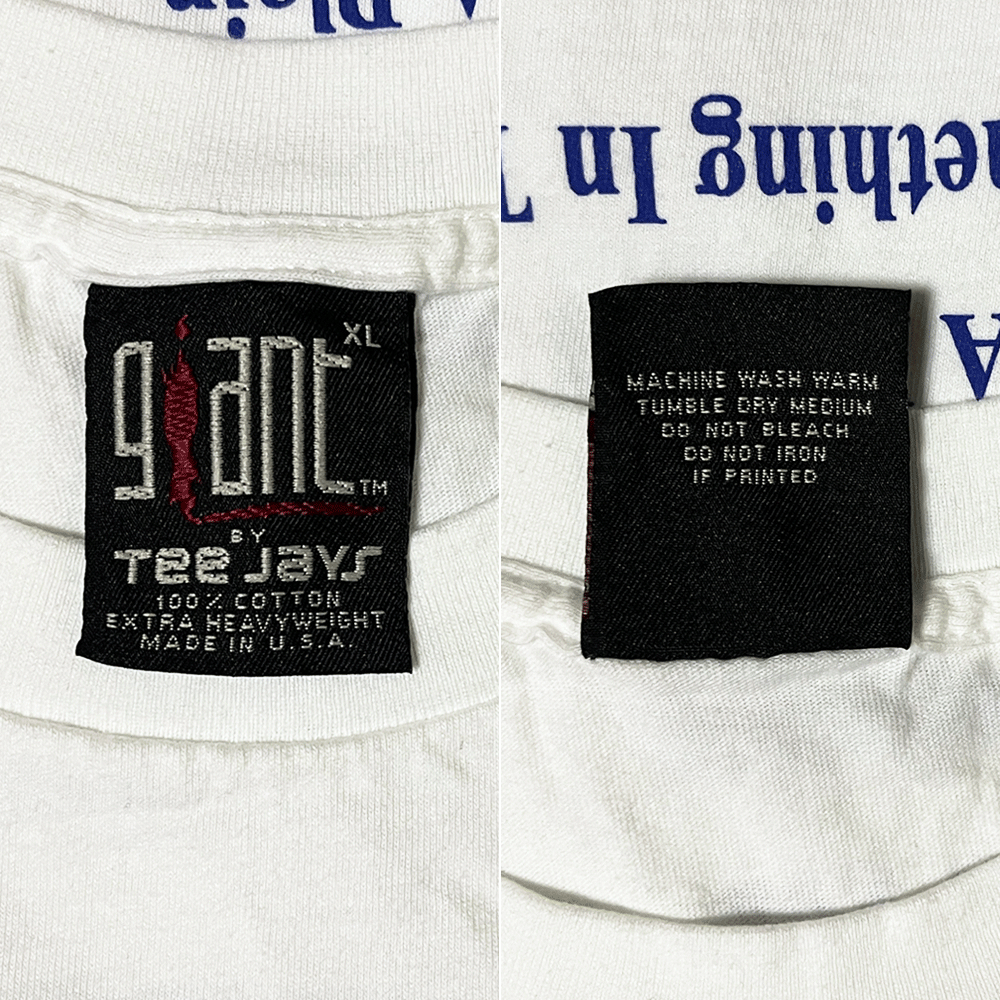 A Plain
giant XL
TM
BY
Tee Jays
100% COTTON
EXTRA HEAVYWEIGHT
MADE IN U.S.A.
A
nething In T
MACHINE WASH WARM
TUMBLE DRY MEDIUM
DO NOT BLEACH
DO NOT IRON
IF PRINTED